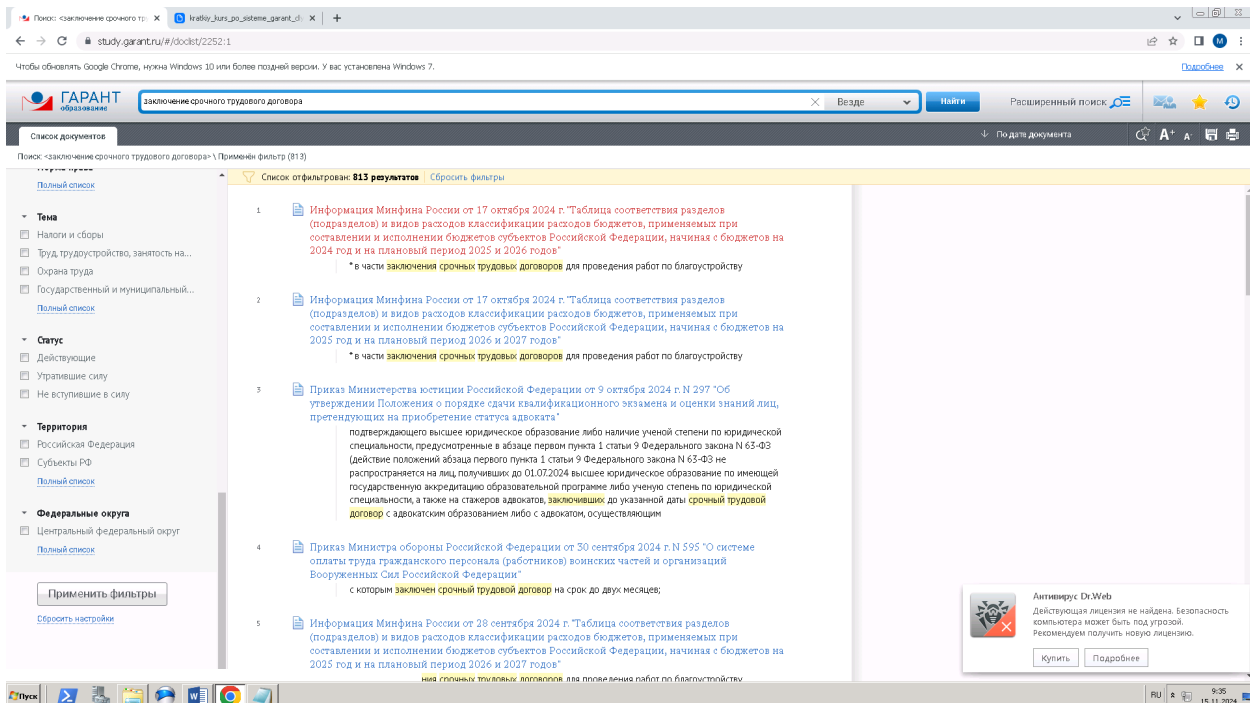 Поиск: <заключение срочного тр
kratkiy_kurs_po_sisteme_garant_dly
study.garant.ru/#/doclist/2252:1
M
Чтобы обновлять Google Chrome, нужна Windows 10 или более поздней версии. У вас установлена Windows 7.
Подробнее
ГАРАНТ
образование
заключение срочного трудового договора
Везде
Найти
Расширенный поиск
Список документов
По дате документа
A+ A-
Поиск: <заключение срочного трудового договора> \ Применён фильтр (813)
Полный список
Тема
Налоги и сборы
Труд, трудоустройство, занятость на...
Охрана труда
Государственный и муниципальный...
Полный список
Статус
Действующие
Утратившие силу
Не вступившие в силу
Территория
Российская Федерация
Субъекты РФ
Полный список
Федеральные округа
Центральный федеральный округ
Полный список
Применить фильтры
Сбросить настройки
Список отфильтрован: 813 результатов Сбросить фильтры
1 Информация Минфина России от 17 октября 2024 г. "Таблица соответствия разделов
(подразделов) и видов расходов классификации расходов бюджетов, применяемых при
составлении и исполнении бюджетов субъектов Российской Федерации, начиная с бюджетов на
2024 год и на плановый период 2025 и 2026 годов"
* в части заключения срочных трудовых договоров для проведения работ по благоустройству
2 Информация Минфина России от 17 октября 2024 г. "Таблица соответствия разделов
(подразделов) и видов расходов классификации расходов бюджетов, применяемых при
составлении и исполнении бюджетов субъектов Российской Федерации, начиная с бюджетов на
2025 год и на плановый период 2026 и 2027 годов"
* в части заключения срочных трудовых договоров для проведения работ по благоустройству
3 Приказ Министерства юстиции Российской Федерации от 9 октября 2024 г. N 297 "Об
утверждении Положения о порядке сдачи квалификационного экзамена и оценки знаний лиц,
претендующих на приобретение статуса адвоката"
подтверждающего высшее юридическое образование либо наличие ученой степени по юридической
специальности, предусмотренные в абзаце первом пункта 1 статьи 9 Федерального закона N 63-ФЗ
(действие положений абзаца первого пункта 1 статьи 9 Федерального закона N 63-ФЗ не
распространяется на лиц, получивших до 01.07.2024 высшее юридическое образование по имеющей
государственную аккредитацию образовательной программе либо ученую степень по юридической
специальности, а также на стажеров адвокатов, заключивших до указанной даты срочный трудовой
договор с адвокатским образованием либо с адвокатом, осуществляющим
4 Приказ Министра обороны Российской Федерации от 30 сентября 2024 г. N 595 "О системе
оплаты труда гражданского персонала (работников) воинских частей и организаций
Вооруженных Сил Российской Федерации"
с которым заключен срочный трудовой договор на срок до двух месяцев;
5 Информация Минфина России от 28 сентября 2024 г. "Таблица соответствия разделов
(подразделов) и видов расходов классификации расходов бюджетов, применяемых при
составлении и исполнении бюджетов субъектов Российской Федерации, начиная с бюджетов на
2025 год и на плановый период 2026 и 2027 годов"
ния срочных трудовых договоров для проведения работ по благоустройству
Антивирус Dr.Web
Действующая лицензия не найдена. Безопасность
компьютера может быть под угрозой.
Рекомендуем получить новую лицензию.
Купить Подробнее
Пуск
RU
9:35
15.11.2024